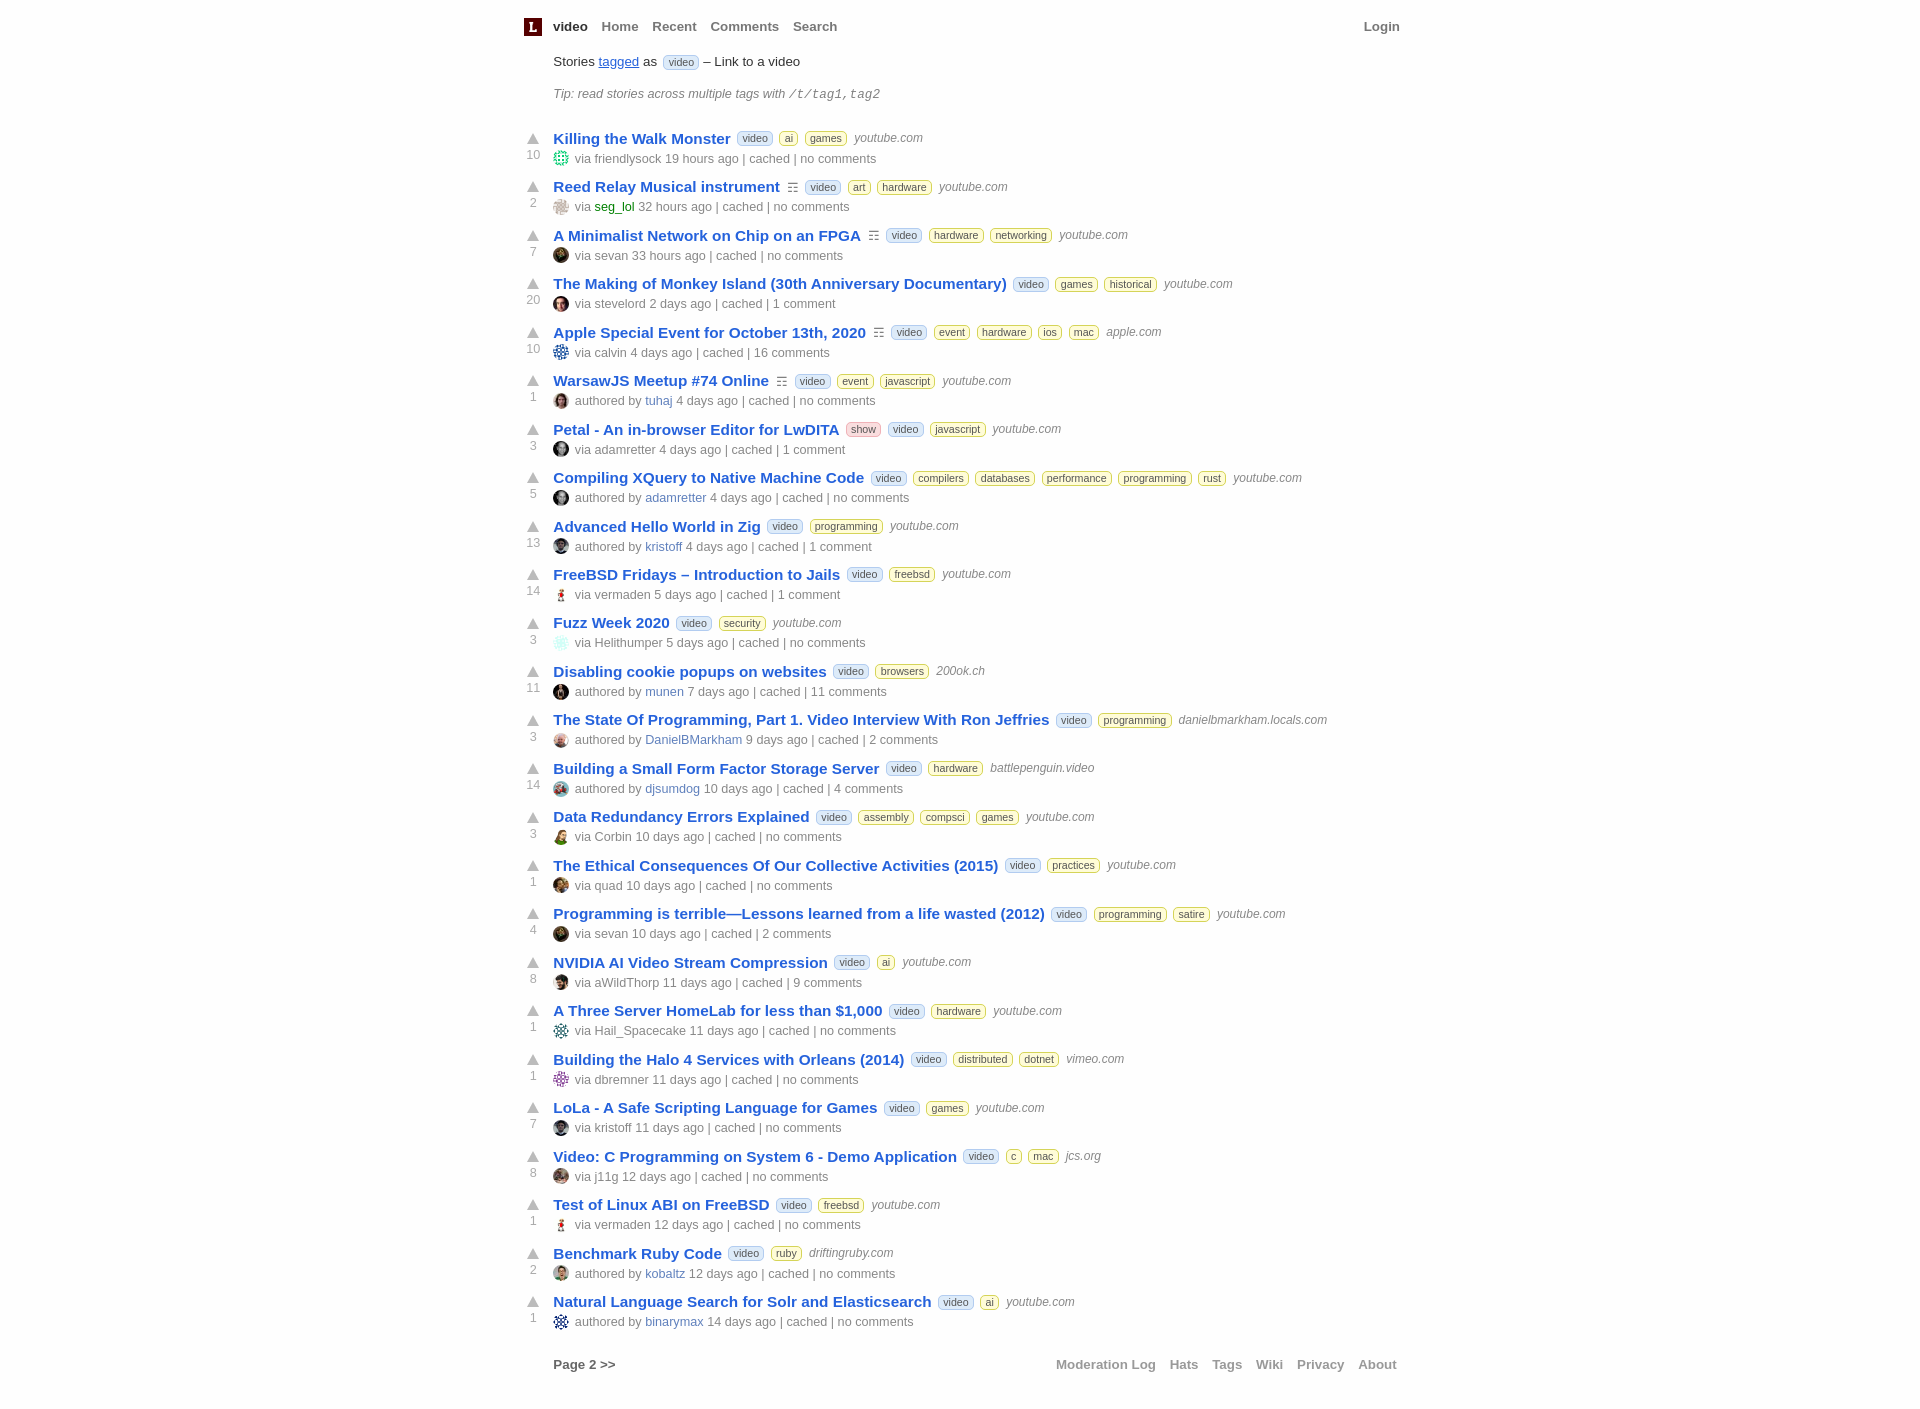 L video Home Recent Comments Search Login
Stories tagged as video – Link to a video
Tip: read stories across multiple tags with /t/tag1,tag2
Killing the Walk Monster video ai games youtube.com
10 via friendlysock 19 hours ago | cached | no comments
Reed Relay Musical instrument ☶ video art hardware youtube.com
2 via seg_lol 32 hours ago | cached | no comments
A Minimalist Network on Chip on an FPGA ☶ video hardware networking youtube.com
7 via sevan 33 hours ago | cached | no comments
The Making of Monkey Island (30th Anniversary Documentary) video games historical youtube.com
20 via stevelord 2 days ago | cached | 1 comment
Apple Special Event for October 13th, 2020 ☶ video event hardware ios mac apple.com
10 via calvin 4 days ago | cached | 16 comments
WarsawJS Meetup #74 Online ☶ video event javascript youtube.com
1 authored by tuhaj 4 days ago | cached | no comments
Petal - An in-browser Editor for LwDITA show video javascript youtube.com
3 via adamretter 4 days ago | cached | 1 comment
Compiling XQuery to Native Machine Code video compilers databases performance programming rust youtube.com
5 authored by adamretter 4 days ago | cached | no comments
Advanced Hello World in Zig video programming youtube.com
13 authored by kristoff 4 days ago | cached | 1 comment
FreeBSD Fridays – Introduction to Jails video freebsd youtube.com
14 via vermaden 5 days ago | cached | 1 comment
Fuzz Week 2020 video security youtube.com
3 via Helithumper 5 days ago | cached | no comments
Disabling cookie popups on websites video browsers 200ok.ch
11 authored by munen 7 days ago | cached | 11 comments
The State Of Programming, Part 1. Video Interview With Ron Jeffries video programming danielbmarkham.locals.com
3 authored by DanielBMarkham 9 days ago | cached | 2 comments
Building a Small Form Factor Storage Server video hardware battlepenguin.video
14 authored by djsumdog 10 days ago | cached | 4 comments
Data Redundancy Errors Explained video assembly compsci games youtube.com
3 via Corbin 10 days ago | cached | no comments
The Ethical Consequences Of Our Collective Activities (2015) video practices youtube.com
1 via quad 10 days ago | cached | no comments
Programming is terrible—Lessons learned from a life wasted (2012) video programming satire youtube.com
4 via sevan 10 days ago | cached | 2 comments
NVIDIA AI Video Stream Compression video ai youtube.com
8 via aWildThorp 11 days ago | cached | 9 comments
A Three Server HomeLab for less than $1,000 video hardware youtube.com
1 via Hail_Spacecake 11 days ago | cached | no comments
Building the Halo 4 Services with Orleans (2014) video distributed dotnet vimeo.com
1 via dbremner 11 days ago | cached | no comments
LoLa - A Safe Scripting Language for Games video games youtube.com
7 via kristoff 11 days ago | cached | no comments
Video: C Programming on System 6 - Demo Application video c mac jcs.org
8 via j11g 12 days ago | cached | no comments
Test of Linux ABI on FreeBSD video freebsd youtube.com
1 via vermaden 12 days ago | cached | no comments
Benchmark Ruby Code video ruby driftingruby.com
2 authored by kobaltz 12 days ago | cached | no comments
Natural Language Search for Solr and Elasticsearch video ai youtube.com
1 authored by binarymax 14 days ago | cached | no comments
Page 2 >> Moderation Log Hats Tags Wiki Privacy About